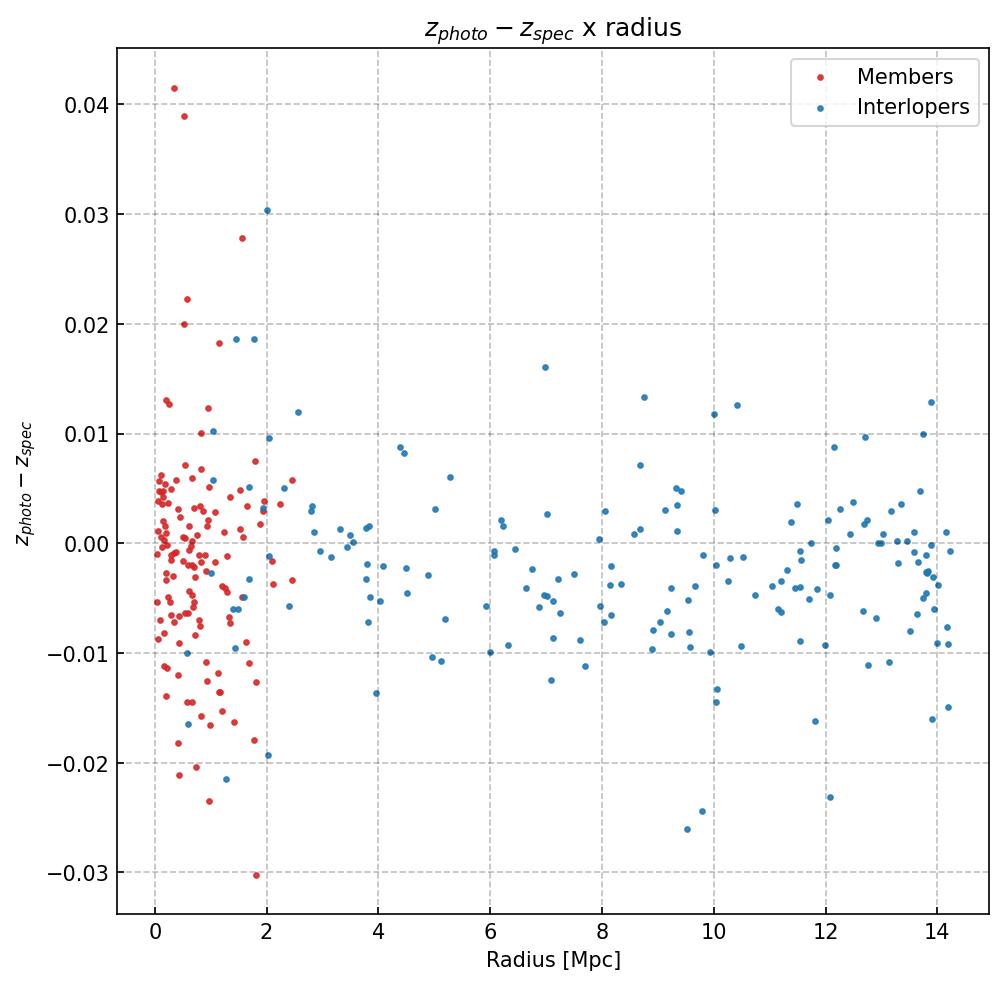 z_photo − z_spec x radius
Members
Interlopers
z_photo − z_spec
0.04
0.03
0.02
0.01
0.00
−0.01
−0.02
−0.03
0 2 4 6 8 10 12 14
Radius [Mpc]